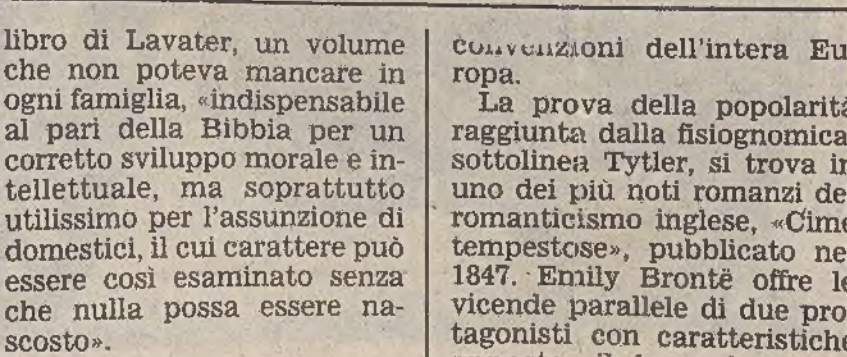 libro di Lavater, un volume
che non poteva mancare in
ogni famiglia, «indispensabile
al pari della Bibbia per un
corretto sviluppo morale e in-
tellettuale, ma soprattutto
utilissimo per l'assunzione di
domestici, il cui carattere può
essere così esaminato senza
che nulla possa essere na-
scosto».
convenzioni dell'intera Eu
ropa.
La prova della popolarità
raggiunta dalla fisiognomica
sottolinea Tytler, si trova in
uno dei più noti romanzi de
romanticismo inglese, «Cime
tempestose», pubblicato ne
1847. Emily Brontë offre le
vicende parallele di due pro
tagonisti con caratteristiche